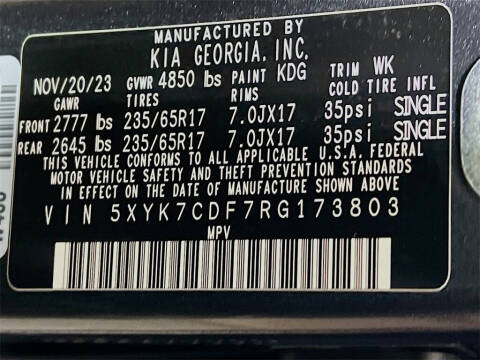 MANUFACTURED BY
KIA GEORGIA, INC.
NOV/20/23 GVWR 4850 lbs PAINT KDG TRIM WK
GAWR TIRES RIMS COLD TIRE INFL
FRONT 2777 lbs 235/65R17 7.0JX17 35psi SINGLE
REAR 2645 lbs 235/65R17 7.0JX17 35psi SINGLE
THIS VEHICLE CONFORMS TO ALL APPLICABLE U.S.A. FEDERAL
MOTOR VEHICLE SAFETY AND THEFT PREVENTION STANDARDS
IN EFFECT ON THE DATE OF MANUFACTURE SHOWN ABOVE.
VIN 5XYK7CDF7RG173803
MPV